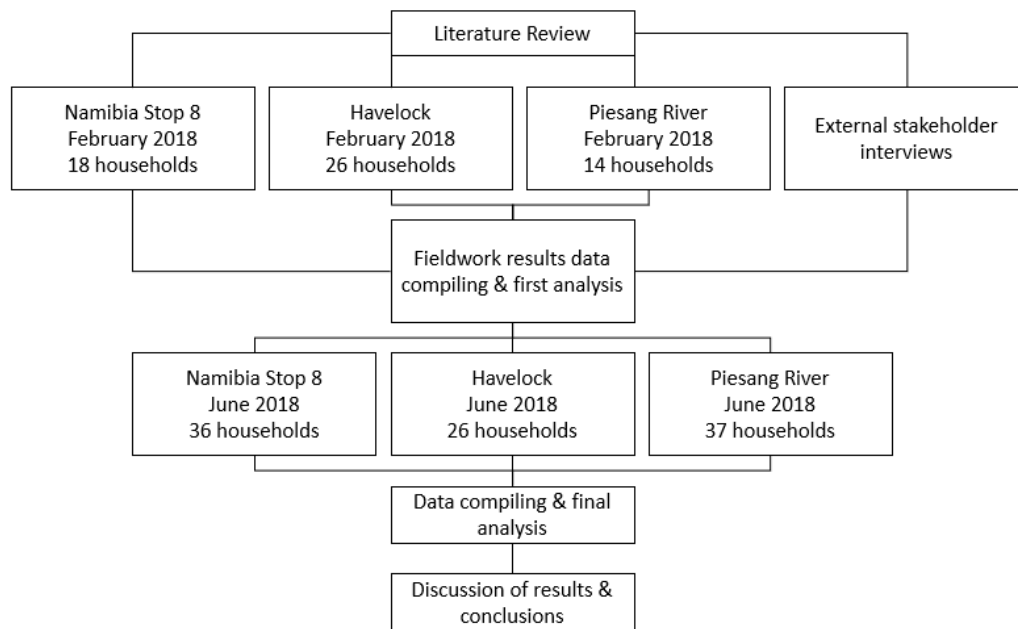 Literature Review
Namibia Stop 8
February 2018
18 households
Havelock
February 2018
26 households
Piesang River
February 2018
14 households
External stakeholder
interviews
Fieldwork results data
compiling & first analysis
Namibia Stop 8
June 2018
36 households
Havelock
June 2018
26 households
Piesang River
June 2018
37 households
Data compiling & final
analysis
Discussion of results &
conclusions